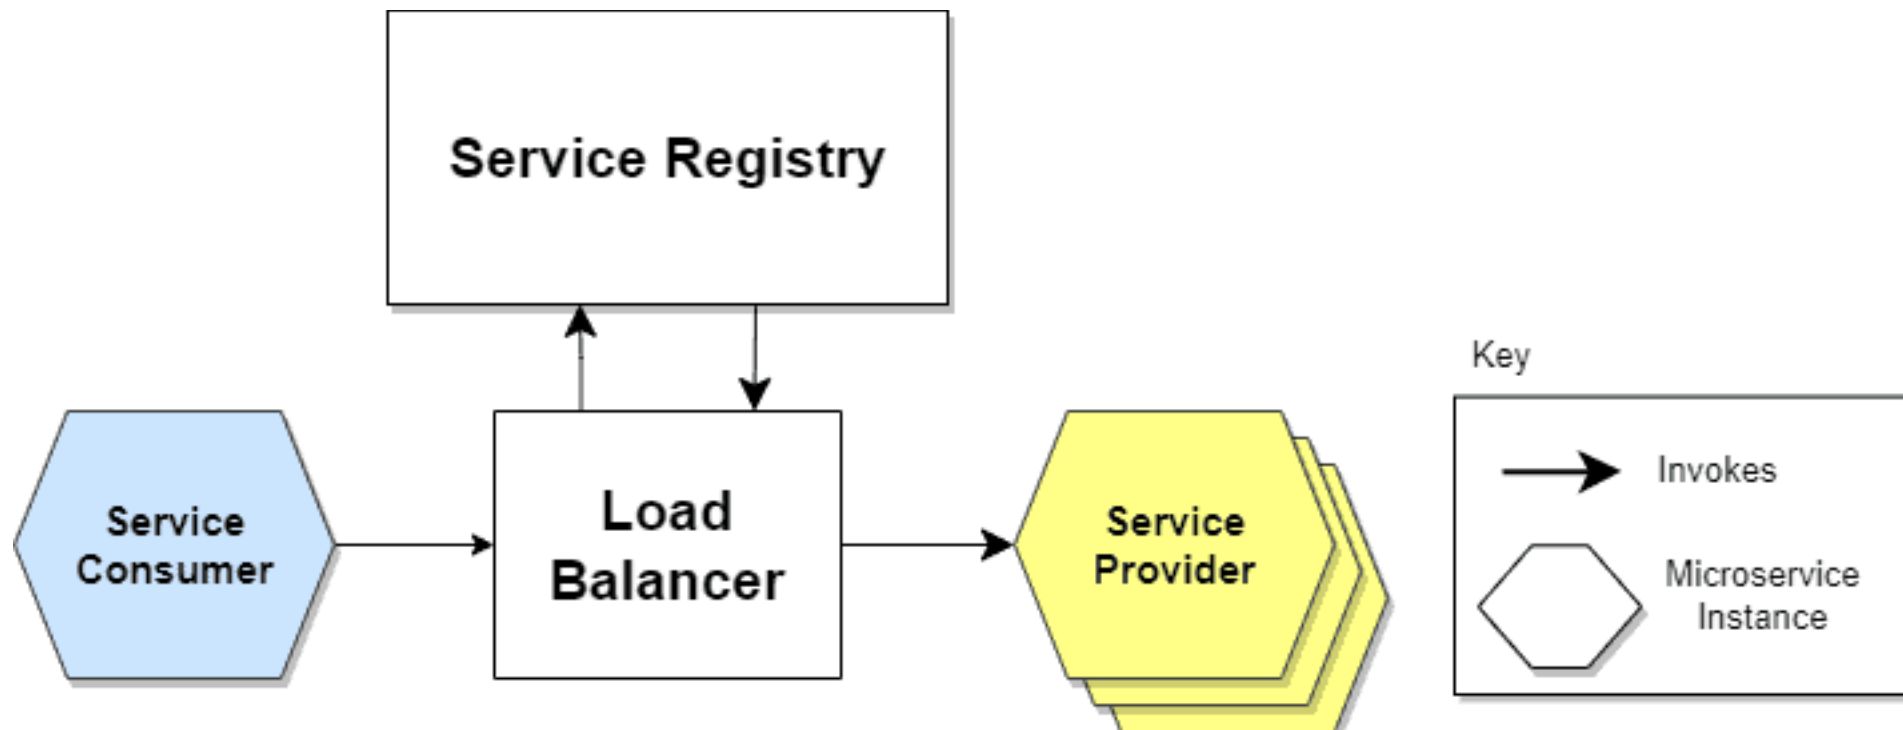 Service Registry
Service
Consumer
Load
Balancer
Service
Provider
Key
Invokes
Microservice
Instance